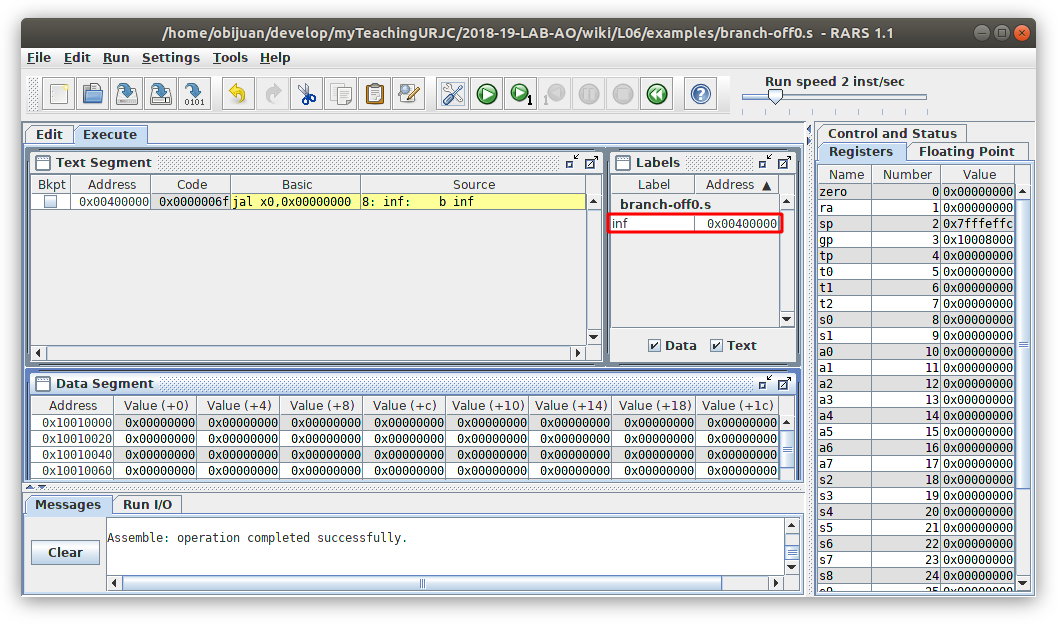 /home/obijuan/develop/myTeachingURJC/2018-19-LAB-AO/wiki/L06/examples/branch-off0.s - RARS 1.1
File Edit Run Settings Tools Help
0101
1
1
Run speed 2 inst/sec
Edit Execute
Text Segment
Bkpt Address Code Basic Source
0x00400000 0x0000006f jal x0,0x00000000 8: inf: b inf
Labels
Label Address ▲
branch-off0.s
inf 0x00400000
Data Text
Data Segment
Address Value (+0) Value (+4) Value (+8) Value (+c) Value (+10) Value (+14) Value (+18) Value (+1c)
0x10010000 0x00000000 0x00000000 0x00000000 0x00000000 0x00000000 0x00000000 0x00000000 0x00000000
0x10010020 0x00000000 0x00000000 0x00000000 0x00000000 0x00000000 0x00000000 0x00000000 0x00000000
0x10010040 0x00000000 0x00000000 0x00000000 0x00000000 0x00000000 0x00000000 0x00000000 0x00000000
0x10010060 0x00000000 0x00000000 0x00000000 0x00000000 0x00000000 0x00000000 0x00000000 0x00000000
Messages Run I/O
Assemble: operation completed successfully.
Clear
Control and Status
Registers Floating Point
Name Number Value
zero 0 0x00000000
ra 1 0x00000000
sp 2 0x7fffeffc
gp 3 0x10008000
tp 4 0x00000000
t0 5 0x00000000
t1 6 0x00000000
t2 7 0x00000000
s0 8 0x00000000
s1 9 0x00000000
a0 10 0x00000000
a1 11 0x00000000
a2 12 0x00000000
a3 13 0x00000000
a4 14 0x00000000
a5 15 0x00000000
a6 16 0x00000000
a7 17 0x00000000
s2 18 0x00000000
s3 19 0x00000000
s4 20 0x00000000
s5 21 0x00000000
s6 22 0x00000000
s7 23 0x00000000
s8 24 0x00000000